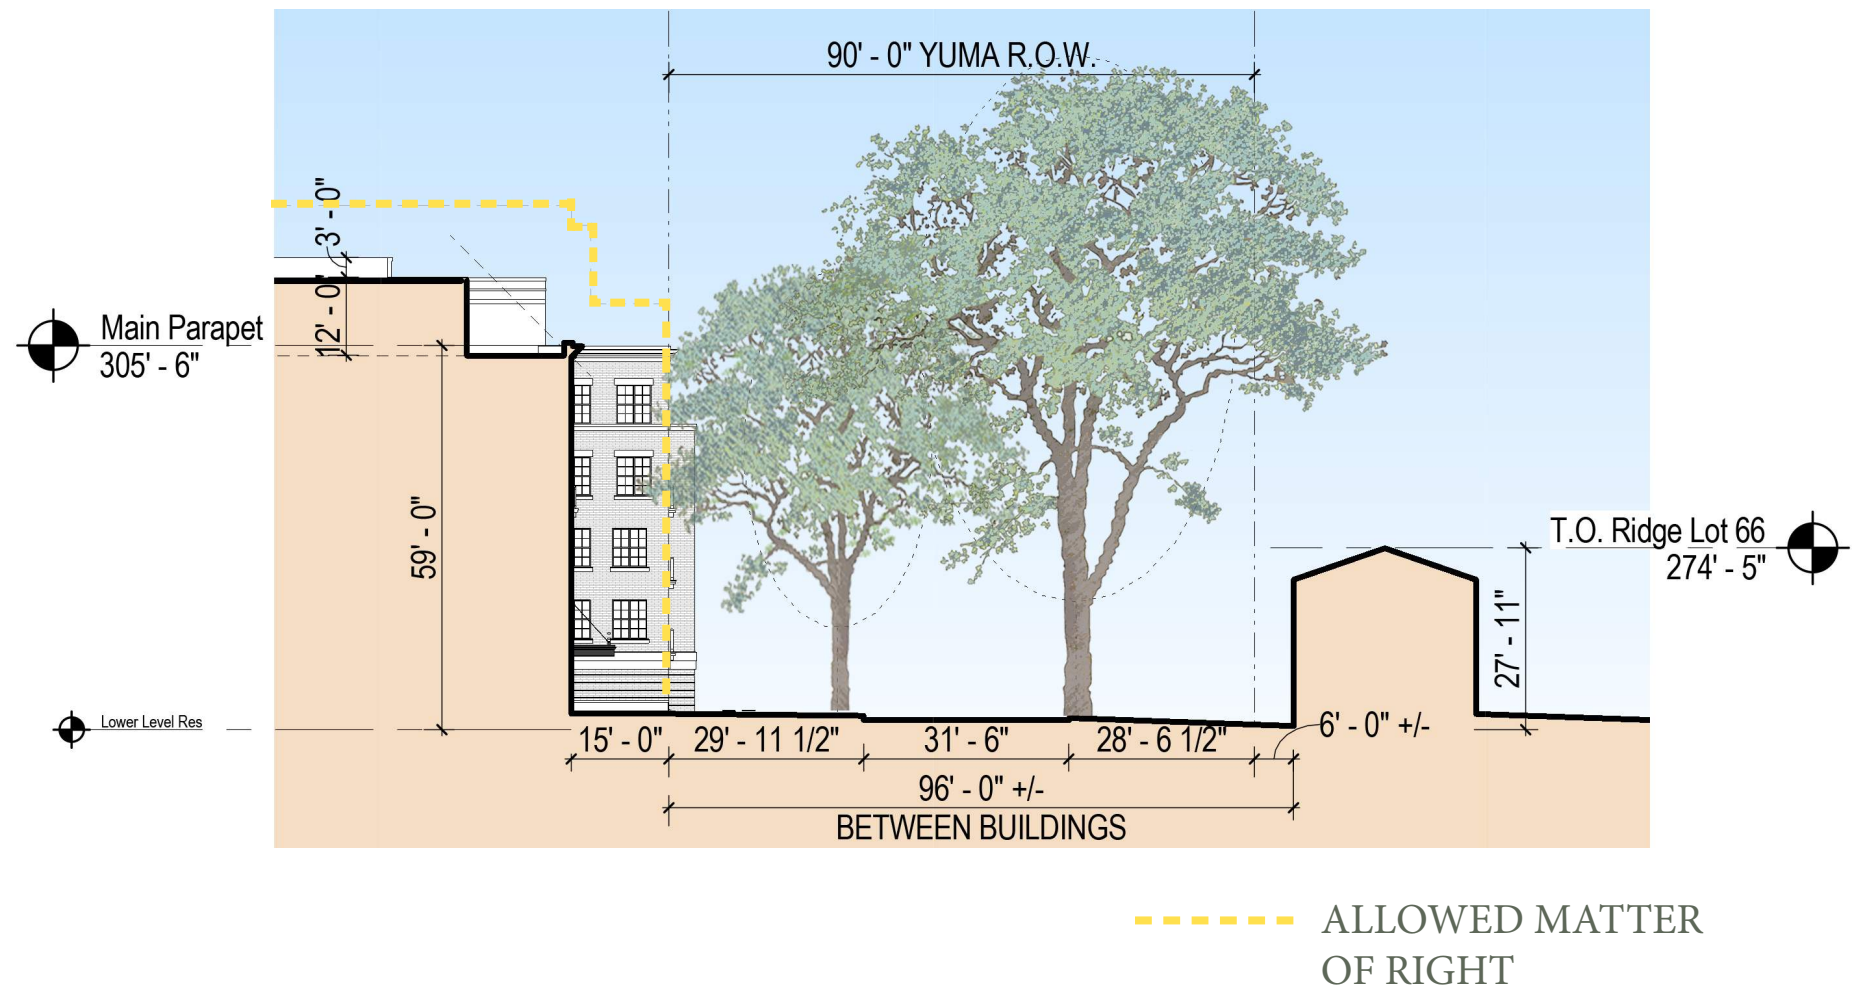 90' - 0" YUMA R.O.W.
3' - 0"
12' - 0"
Main Parapet
305' - 6"
59' - 0"
T.O. Ridge Lot 66
274' - 5"
27' - 11"
Lower Level Res
15' - 0"
29' - 11 1/2"
31' - 6"
28' - 6 1/2"
6' - 0" +/-
96' - 0" +/-
BETWEEN BUILDINGS
ALLOWED MATTER
OF RIGHT